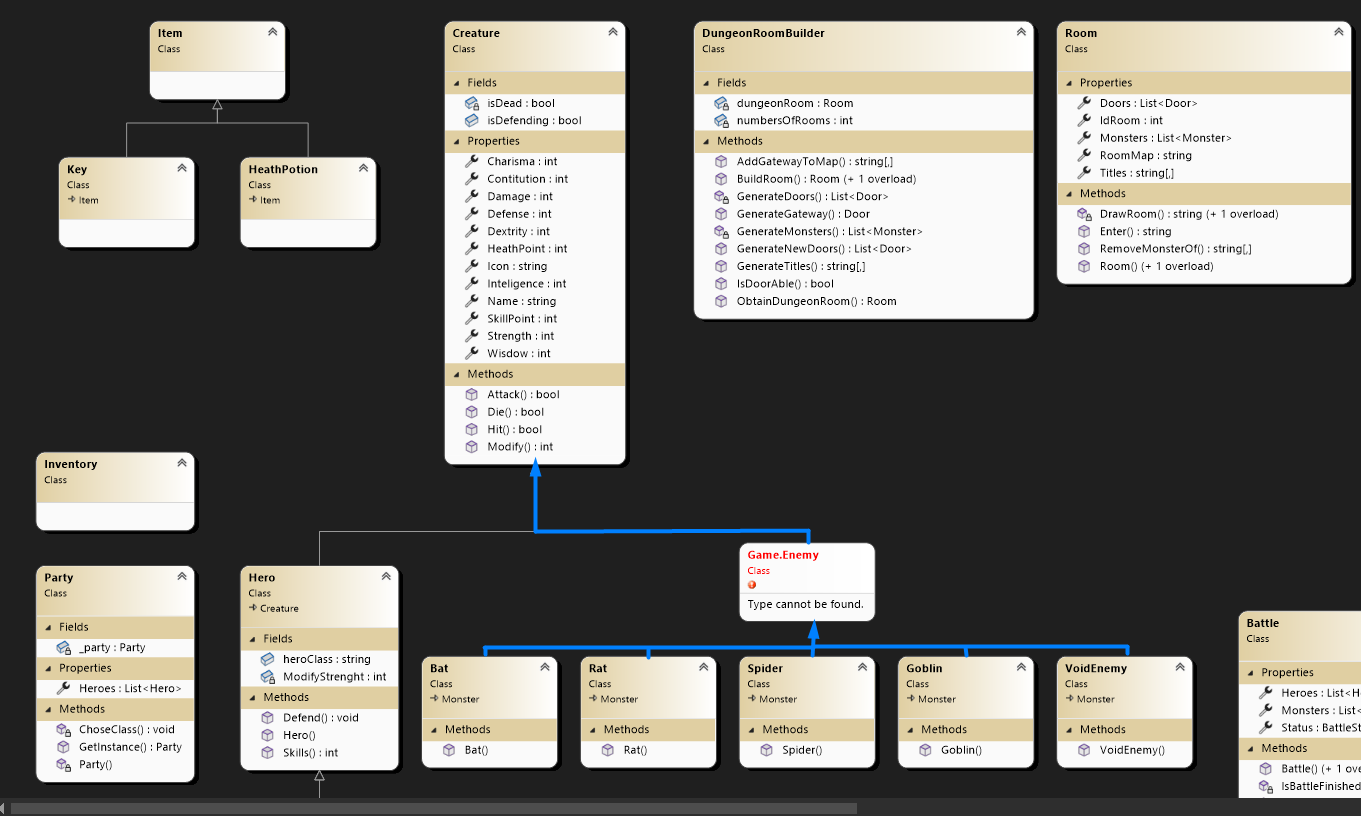 Item
Class
Key
Class
Item
HeathPotion
Class
Item
Creature
Class
Fields
isDead : bool
isDefending : bool
Properties
Charisma : int
Contitution : int
Damage : int
Defense : int
Dextrity : int
HeathPoint : int
Icon : string
Inteligence : int
Name : string
SkillPoint : int
Strength : int
Wisdow : int
Methods
Attack() : bool
Die() : bool
Hit() : bool
Modify() : int
DungeonRoomBuilder
Class
Fields
dungeonRoom : Room
numbersOfRooms : int
Methods
AddGatewayToMap() : string[,]
BuildRoom() : Room (+ 1 overload)
GenerateDoors() : List<Door>
GenerateGateway() : Door
GenerateMonsters() : List<Monster>
GenerateNewDoors() : List<Door>
GenerateTitles() : string[,]
IsDoorAble() : bool
ObtainDungeonRoom() : Room
Room
Class
Properties
Doors : List<Door>
IdRoom : int
Monsters : List<Monster>
RoomMap : string
Titles : string[,]
Methods
DrawRoom() : string (+ 1 overload)
Enter() : string
RemoveMonsterOf() : string[,]
Room() (+ 1 overload)
Inventory
Class
Party
Class
Fields
_party : Party
Properties
Heroes : List<Hero>
Methods
ChoseClass() : void
GetInstance() : Party
Party()
Hero
Class
Creature
Fields
heroClass : string
ModifyStrenght : int
Methods
Defend() : void
Hero()
Skills() : int
Game.Enemy
Class
Type cannot be found.
Bat
Class
Monster
Methods
Bat()
Rat
Class
Monster
Methods
Rat()
Spider
Class
Monster
Methods
Spider()
Goblin
Class
Monster
Methods
Goblin()
VoidEnemy
Class
Monster
Methods
VoidEnemy()
Battle
Class
Properties
Heroes : List<H
Monsters : List<
Status : BattleSt
Methods
Battle() (+ 1 ove
IsBattleFinished